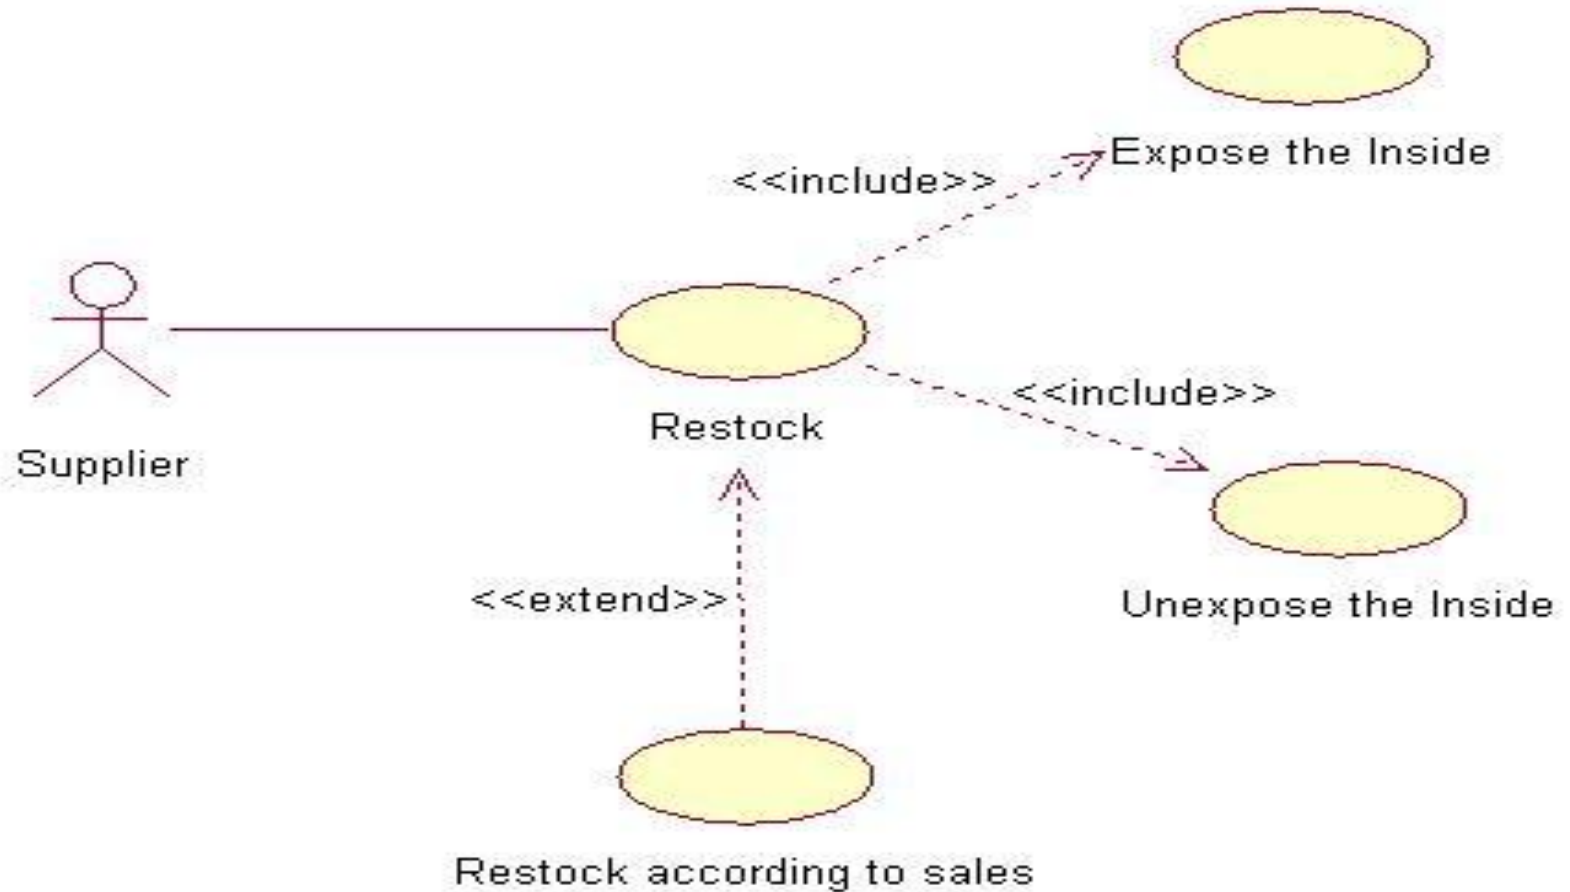 Expose the Inside
<<include>>
<<include>>
Restock
Supplier
<<extend>>
Unexpose the Inside
Restock according to sales